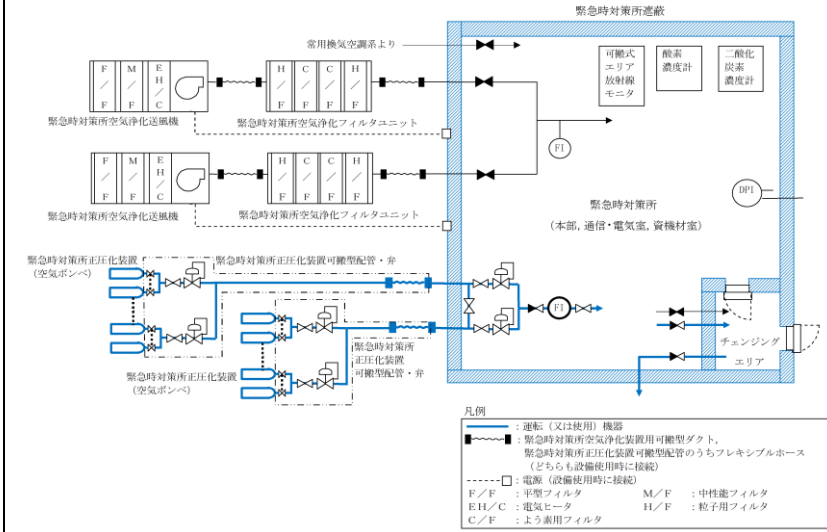 緊急時対策所遮蔽
常用換気空調系より
可搬式
エリア
放射線
モニタ
酸素
濃度計
二酸化
炭素
濃度計
F/F
M/F
EH/C
H/F
C/F
C/F
H/F
緊急時対策所空気浄化送風機
緊急時対策所空気浄化フィルタユニット
FI
F/F
M/F
EH/C
H/F
C/F
C/F
H/F
緊急時対策所空気浄化送風機
緊急時対策所空気浄化フィルタユニット
DPI
緊急時対策所
(本部, 通信・電気室, 資機材室)
緊急時対策所正圧化装置
(空気ボンベ)
緊急時対策所正圧化装置可搬型配管・弁
FI
緊急時対策所
正圧化装置
可搬型配管・弁
緊急時対策所正圧化装置
(空気ボンベ)
チェンジング
エリア
凡例
:運転(又は使用)機器
:緊急時対策所空気浄化装置用可搬型ダクト,
緊急時対策所正圧化装置可搬型配管のうちフレキシブルホース
(どちらも設備使用時に接続)
:電源(設備使用時に接続)
F/F :平型フィルタ M/F :中性能フィルタ
EH/C :電気ヒータ H/F :粒子用フィルタ
C/F :よう素用フィルタ